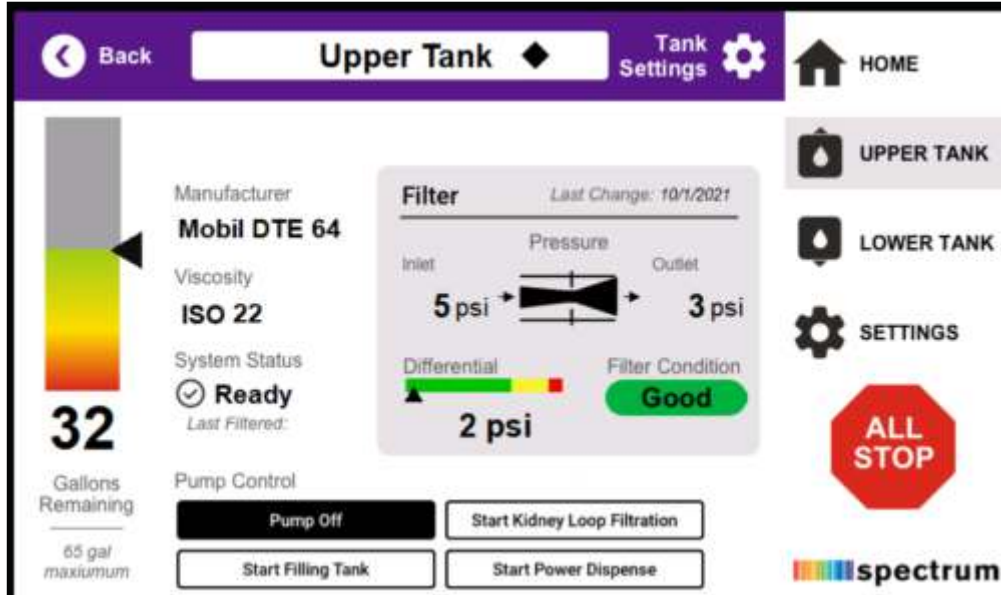 Back
Upper Tank
Tank
Settings
HOME
UPPER TANK
LOWER TANK
SETTINGS
ALL
STOP
spectrum
32
Gallons
Remaining
65 gal
maxiumum
Manufacturer
Mobil DTE 64
Viscosity
ISO 22
System Status
Ready
Last Filtered:
Filter
Last Change: 10/1/2021
Pressure
Inlet
Outlet
5 psi
3 psi
Differential
Filter Condition
Good
2 psi
Pump Control
Pump Off
Start Kidney Loop Filtration
Start Filling Tank
Start Power Dispense